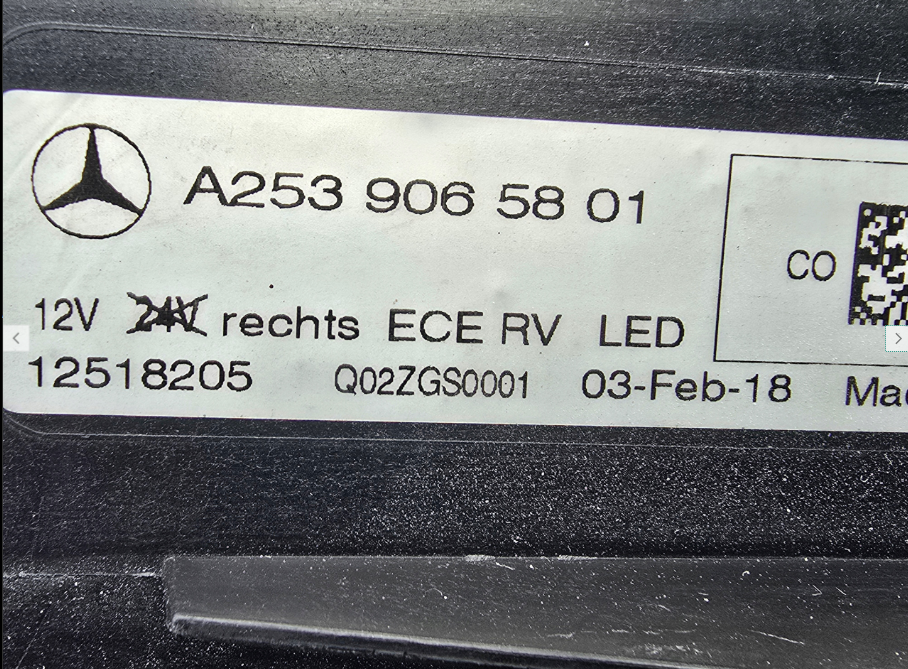 A253 906 58 01
CO
12V 24V rechts ECE RV LED
12518205 Q02ZGS0001 03-Feb-18